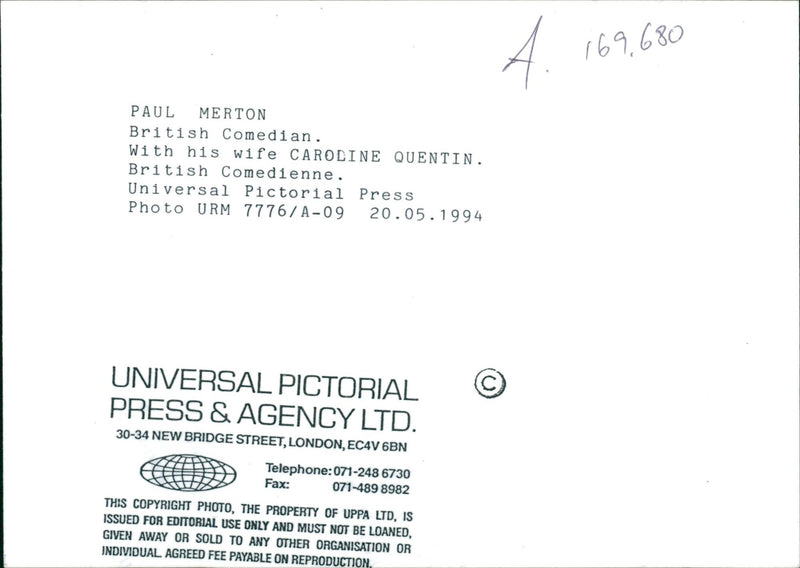 A. 169,680
PAUL MERTON
British Comedian.
With his wife CAROLINE QUENTIN.
British Comedienne.
Universal Pictorial Press
Photo URM 7776/A-09 20.05.1994
UNIVERSAL PICTORIAL ©
PRESS & AGENCY LTD.
30-34 NEW BRIDGE STREET, LONDON, EC4V 6BN
Telephone: 071-248 6730
Fax: 071-489 8982
THIS COPYRIGHT PHOTO, THE PROPERTY OF UPPA LTD, IS
ISSUED FOR EDITORIAL USE ONLY AND MUST NOT BE LOANED,
GIVEN AWAY OR SOLD TO ANY OTHER ORGANISATION OR
INDIVIDUAL. AGREED FEE PAYABLE ON REPRODUCTION.